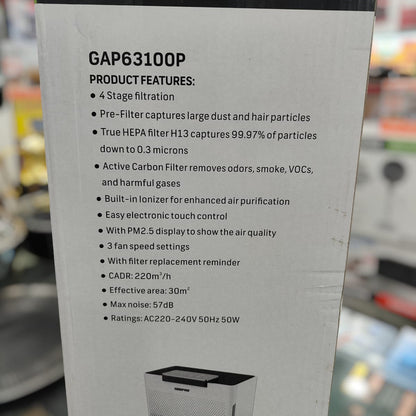 GAP63100P
PRODUCT FEATURES:
• 4 Stage filtration
• Pre-Filter captures large dust and hair particles
• True HEPA filter H13 captures 99.97% of particles
down to 0.3 microns
• Active Carbon Filter removes odors, smoke, VOCs,
and harmful gases
• Built-in Ionizer for enhanced air purification
• Easy electronic touch control
• With PM2.5 display to show the air quality
• 3 fan speed settings
• With filter replacement reminder
• CADR: 220m³/h
• Effective area: 30m²
• Max noise: 57dB
• Ratings: AC220-240V 50Hz 50W